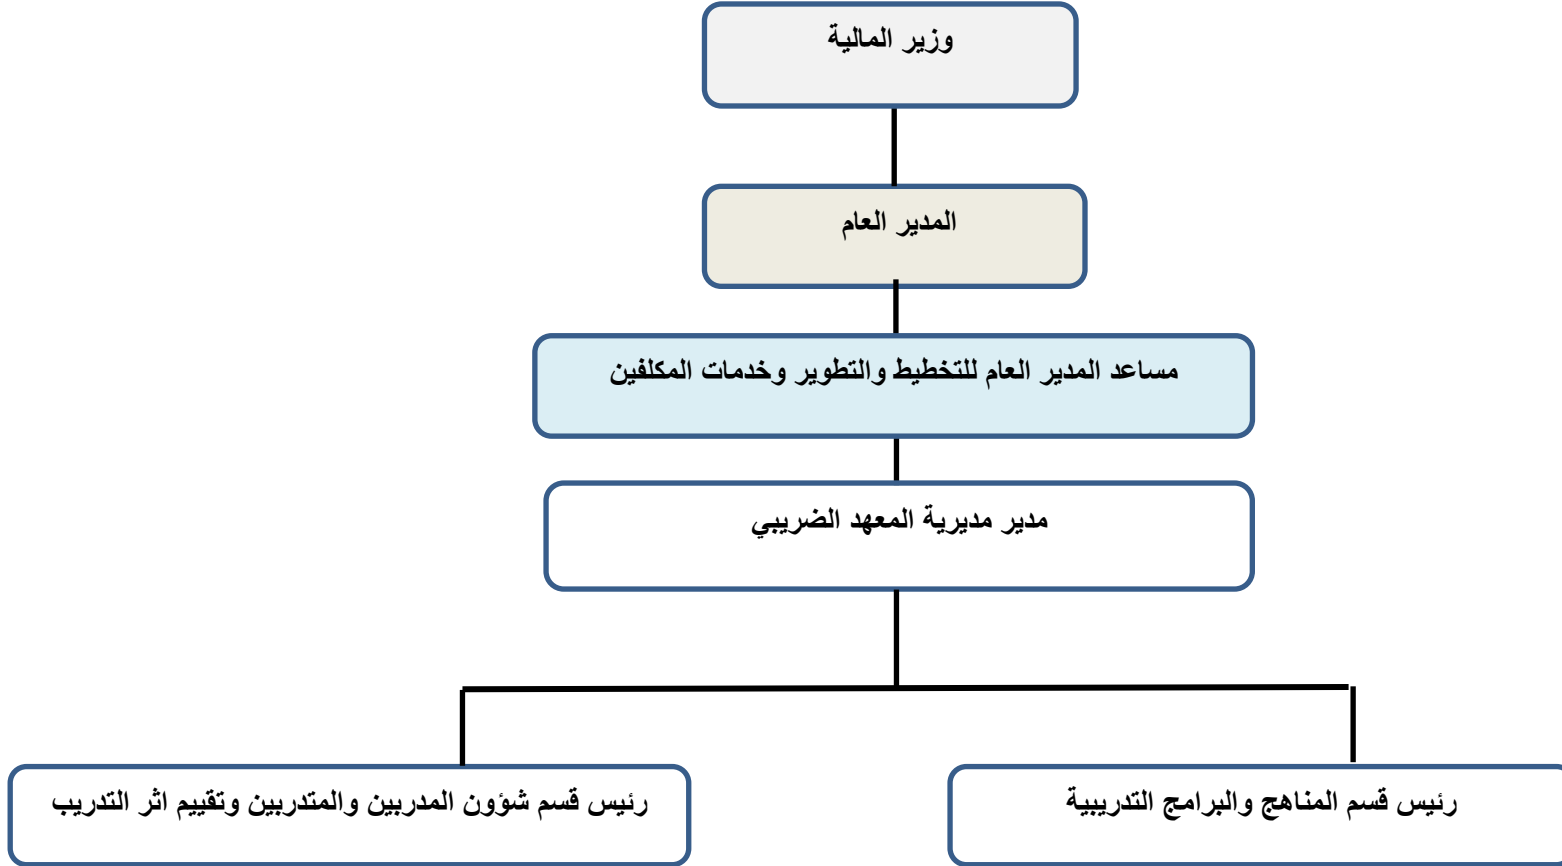 وزير المالية
المدير العام
مساعد المدير العام للتخطيط والتطوير وخدمات المكلفين
مدير مديرية المعهد الضريبي
رئيس قسم المناهج والبرامج التدريبية
رئيس قسم شؤون المدربين والمتدربين وتقييم اثر التدريب